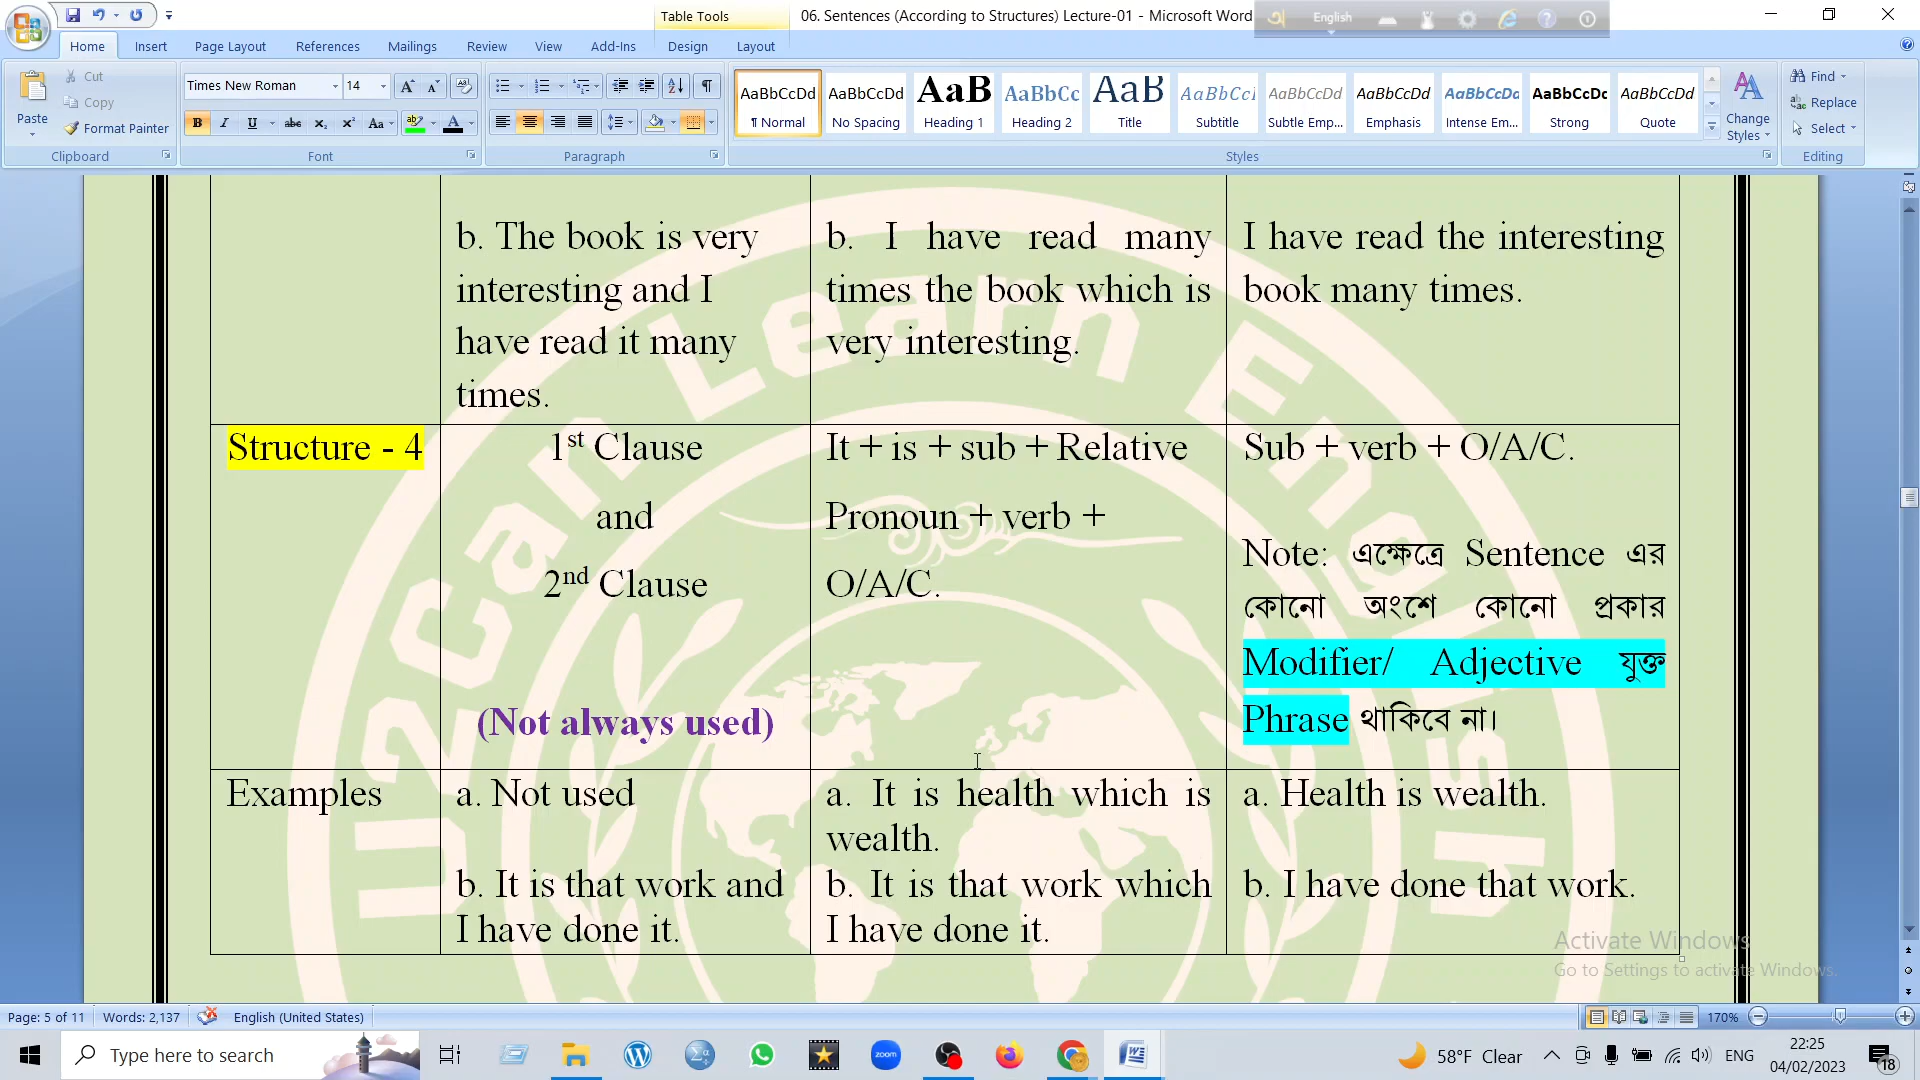 Table Tools
06. Sentences (According to Structures) Lecture-01 - Microsoft Word
English
Home Insert Page Layout References Mailings Review View Add-Ins Design Layout
Paste
Cut
Copy
Format Painter
Clipboard
Times New Roman 14
Font
Paragraph
AaBbCcDd AaBbCcDd AaB AaBbCc AaB AaBbCcI AaBbCcDd AaBbCcDd AaBbCcDd AaBbCcDc AaBbCcDd
¶ Normal No Spacing Heading 1 Heading 2 Title Subtitle Subtle Emp... Emphasis Intense Em... Strong Quote
Change
Styles
Styles
Find
Replace
Select
Editing
b. The book is very
interesting and I
have read it many
times.
b. I have read many
times the book which is
very interesting.
I have read the interesting
book many times.
Structure - 4
1st Clause
and
2nd Clause
(Not always used)
It + is + sub + Relative
Pronoun + verb +
O/A/C.
Sub + verb + O/A/C.
Note: এক্ষেত্রে Sentence এর
কোনো অংশে কোনো প্রকার
Modifier/ Adjective যুক্ত
Phrase থাকিবে না।
Examples
a. Not used
b. It is that work and
I have done it.
a. It is health which is
wealth.
b. It is that work which
I have done it.
a. Health is wealth.
b. I have done that work.
U2Can Learn English
Activate Windows
Go to Settings to activate Windows.
Page: 5 of 11 Words: 2,137 English (United States) 170%
Type here to search
zoom
58°F Clear
ENG
22:25
04/02/2023
18